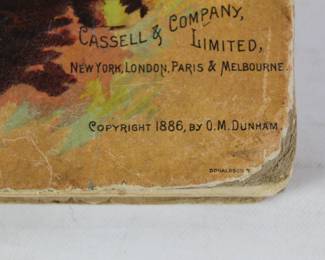 CASSELL & COMPANY,
LIMITED,
NEW YORK, LONDON, PARIS & MELBOURNE.
COPYRIGHT 1886, BY O.M. DUNHAM.